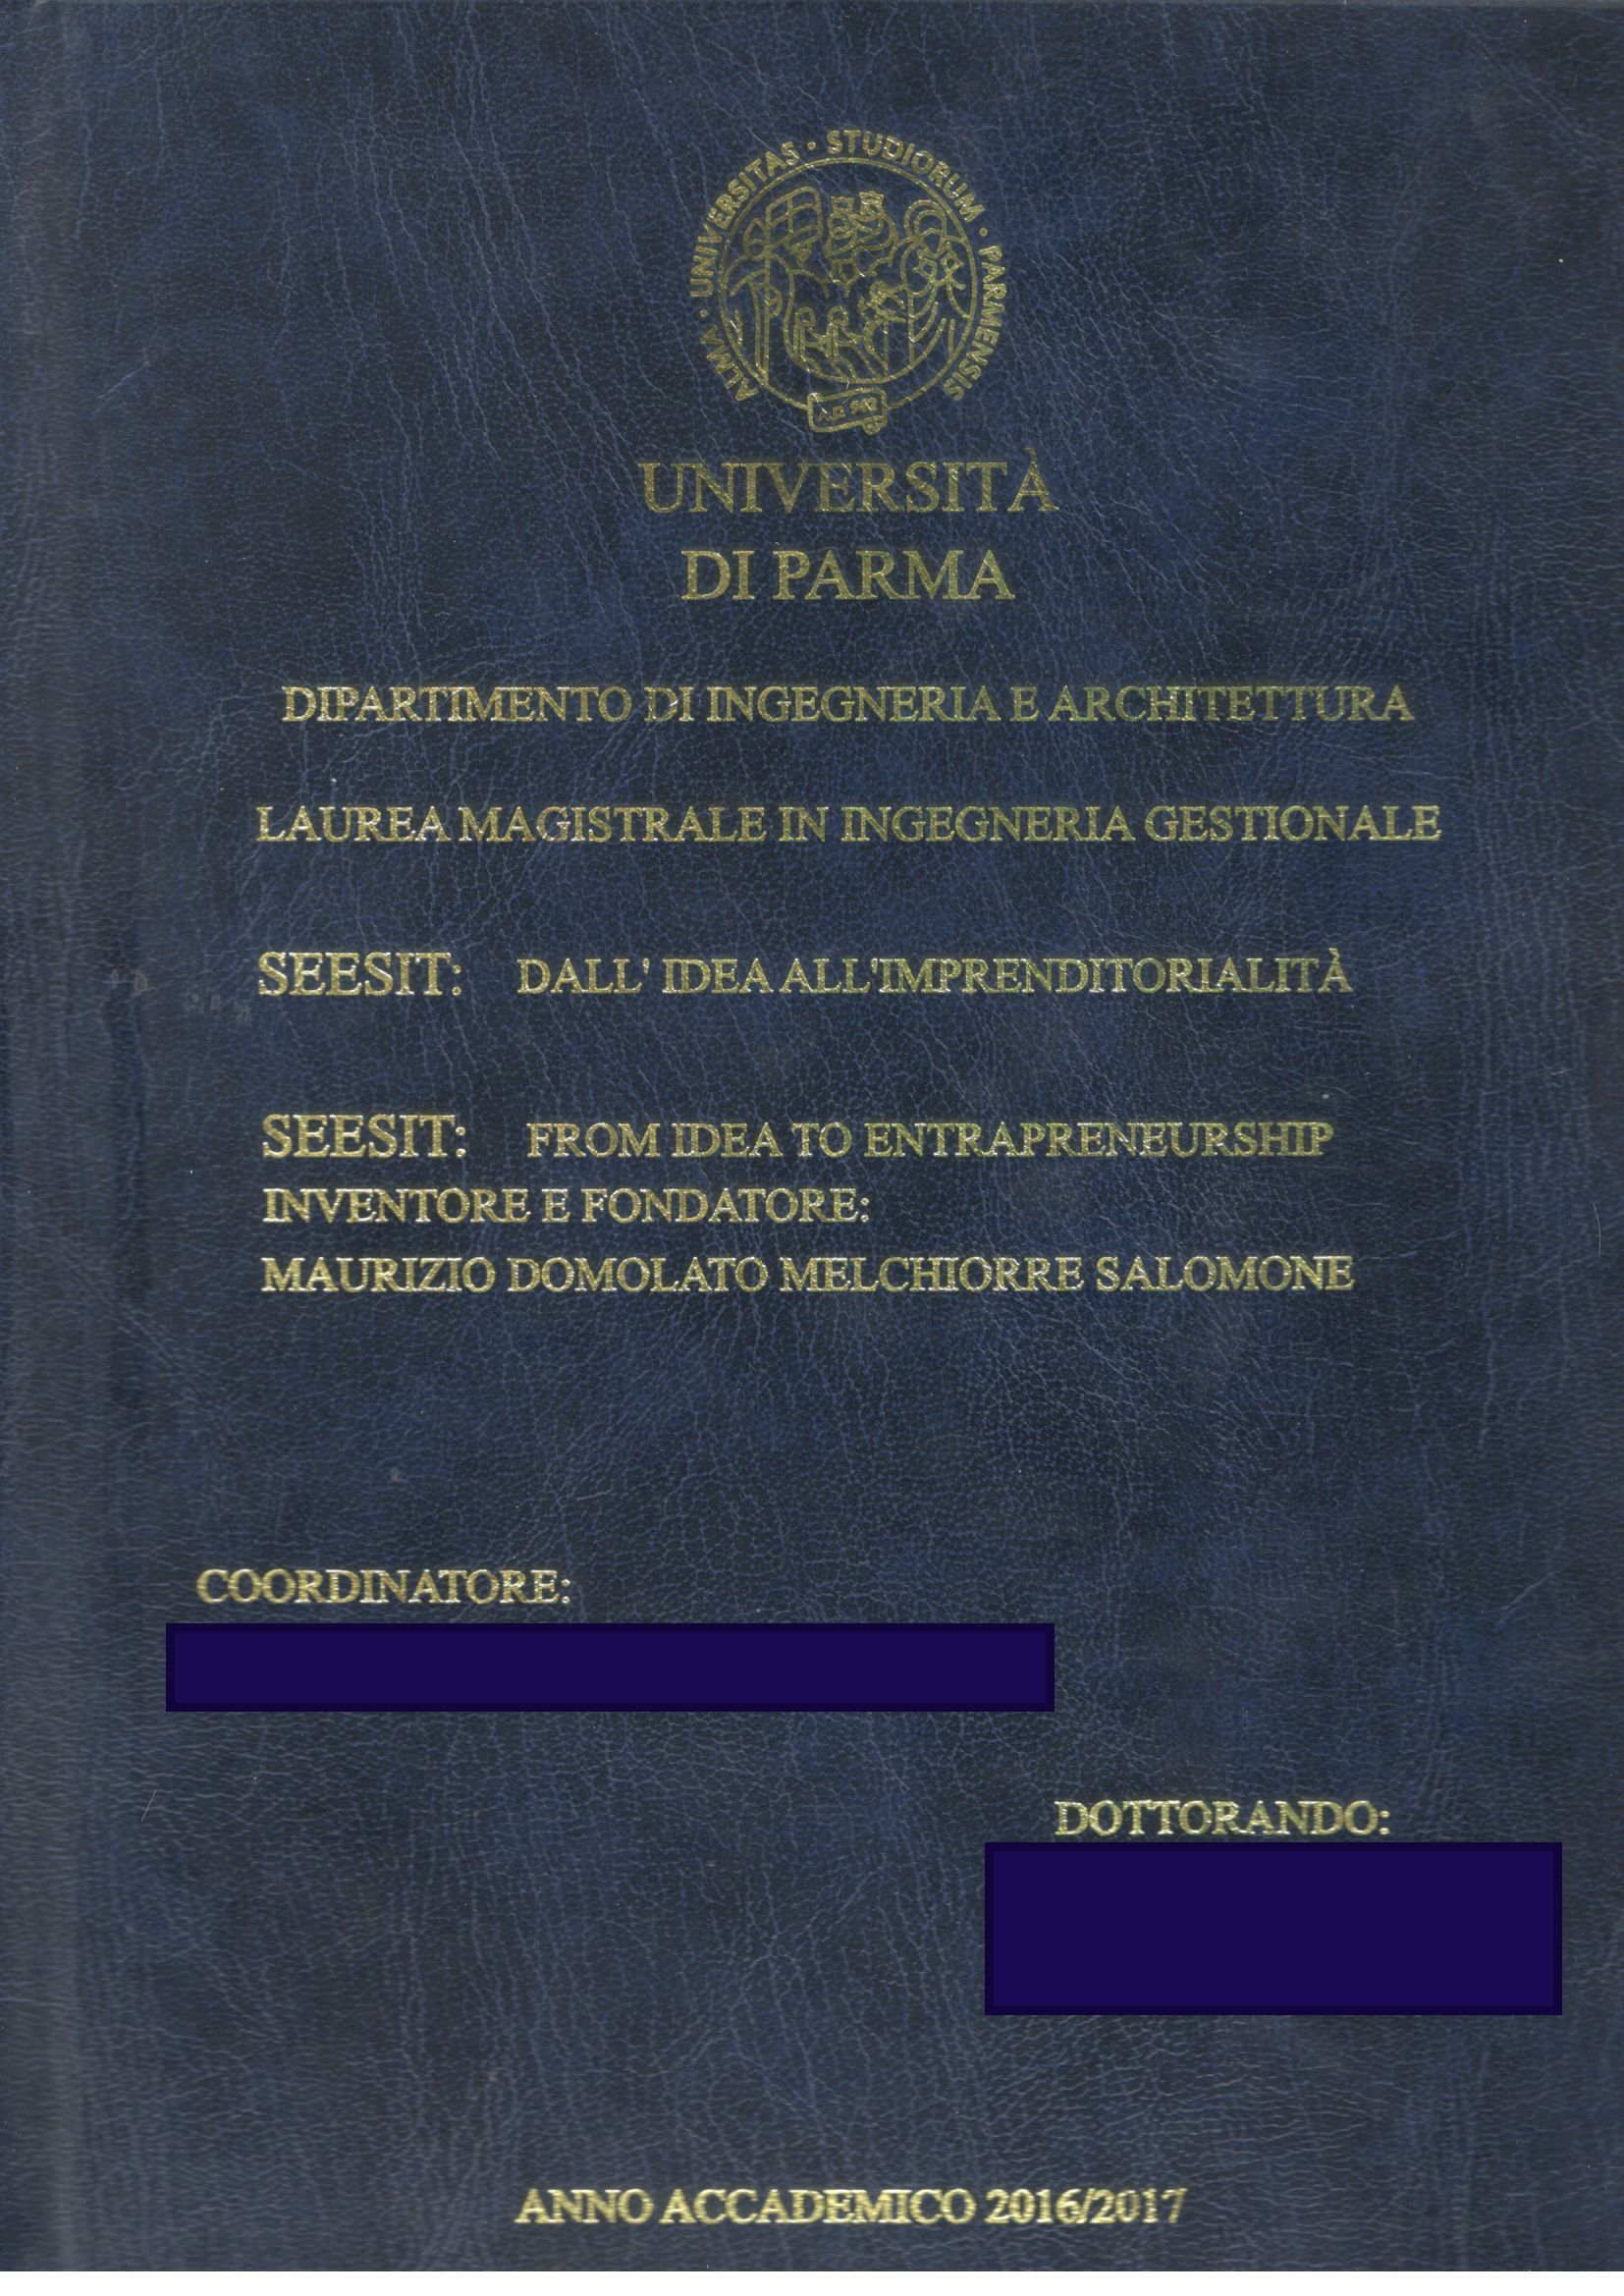 ALMA · UNIVERSITAS · STUDIORUM · PARMENSIS
UNIVERSITÀ
DI PARMA
DIPARTIMENTO DI INGEGNERIA E ARCHITETTURA
LAUREA MAGISTRALE IN INGEGNERIA GESTIONALE
SEESIT: DALL' IDEA ALL'IMPRENDITORIALITÀ
SEESIT: FROM IDEA TO ENTRAPRENEURSHIP
INVENTORE E FONDATORE:
MAURIZIO DOMOLATO MELCHIORRE SALOMONE
COORDINATORE:
DOTTORANDO:
ANNO ACCADEMICO 2016/2017